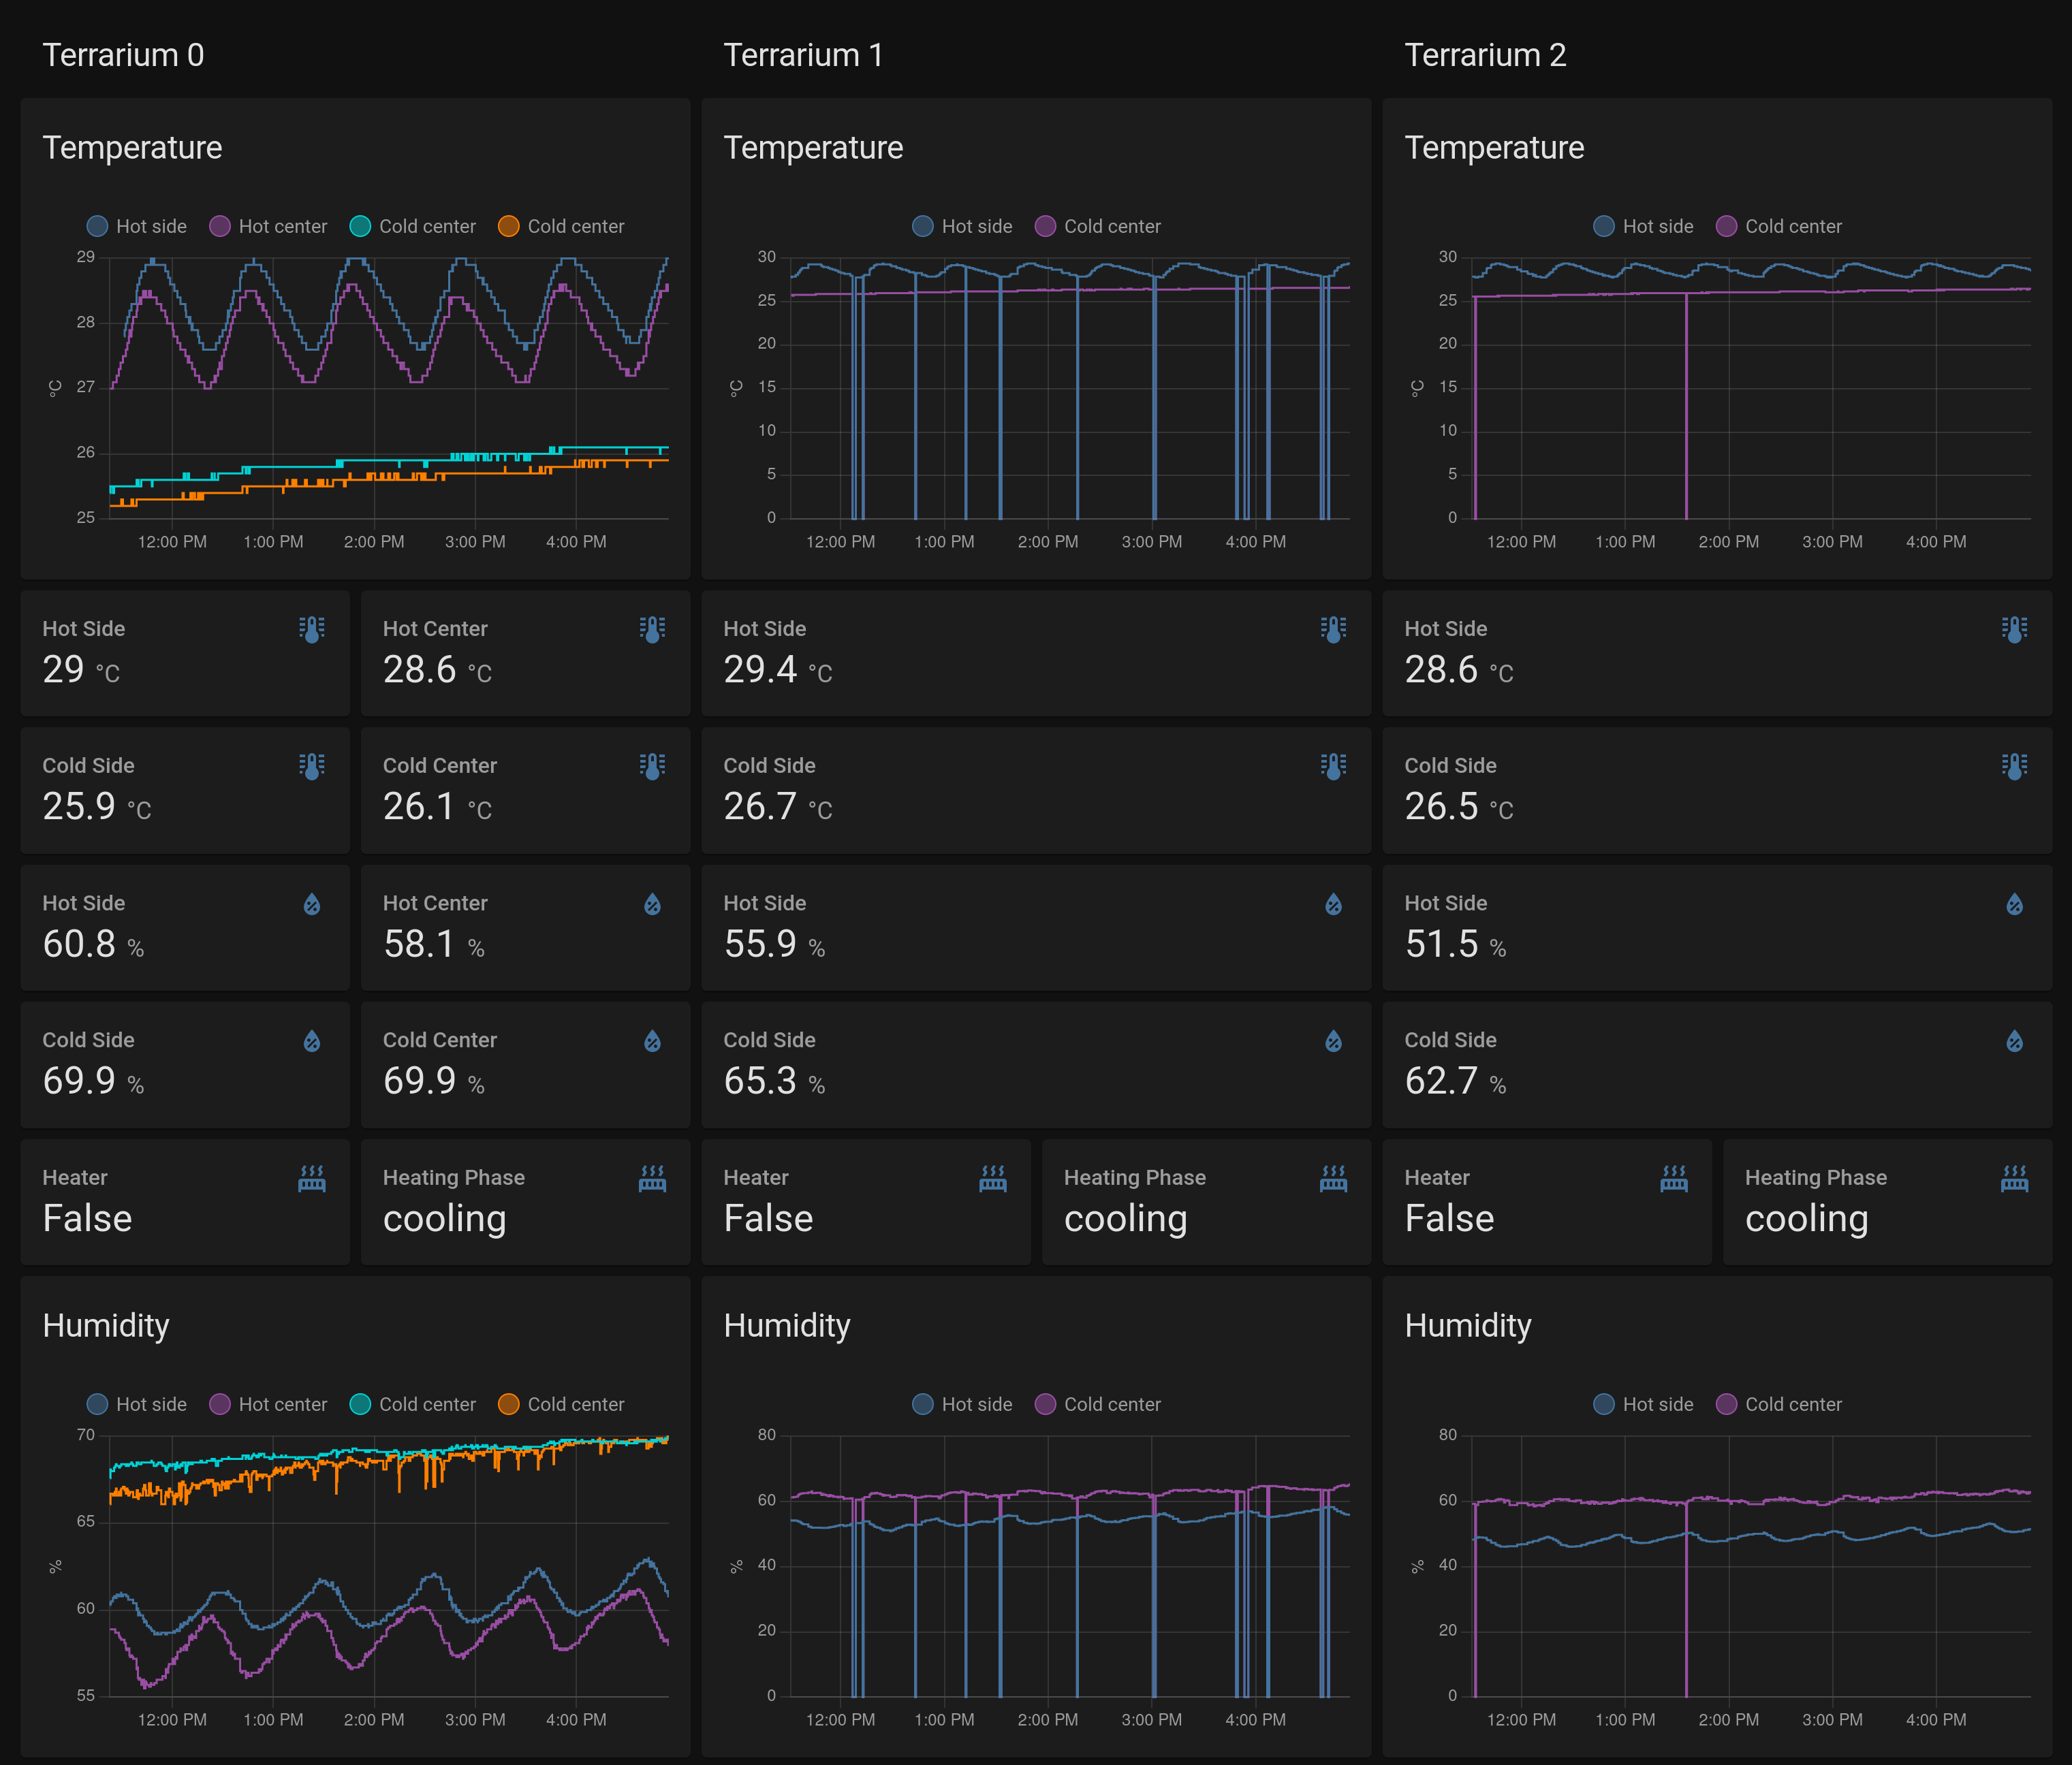 Terrarium 0
Temperature
Hot side Hot center Cold center Cold center
29
28
27
26
25
°C
12:00 PM 1:00 PM 2:00 PM 3:00 PM 4:00 PM
Hot Side
29 °C
Hot Center
28.6 °C
Cold Side
25.9 °C
Cold Center
26.1 °C
Hot Side
60.8 %
Hot Center
58.1 %
Cold Side
69.9 %
Cold Center
69.9 %
Heater
False
Heating Phase
cooling
Humidity
Hot side Hot center Cold center Cold center
70
65
60
55
%
12:00 PM 1:00 PM 2:00 PM 3:00 PM 4:00 PM
Terrarium 1
Temperature
Hot side Cold center
30
25
20
15
10
5
0
°C
12:00 PM 1:00 PM 2:00 PM 3:00 PM 4:00 PM
Hot Side
29.4 °C
Cold Side
26.7 °C
Hot Side
55.9 %
Cold Side
65.3 %
Heater
False
Heating Phase
cooling
Humidity
Hot side Cold center
80
60
40
20
0
%
12:00 PM 1:00 PM 2:00 PM 3:00 PM 4:00 PM
Terrarium 2
Temperature
Hot side Cold center
30
25
20
15
10
5
0
°C
12:00 PM 1:00 PM 2:00 PM 3:00 PM 4:00 PM
Hot Side
28.6 °C
Cold Side
26.5 °C
Hot Side
51.5 %
Cold Side
62.7 %
Heater
False
Heating Phase
cooling
Humidity
Hot side Cold center
80
60
40
20
0
%
12:00 PM 1:00 PM 2:00 PM 3:00 PM 4:00 PM